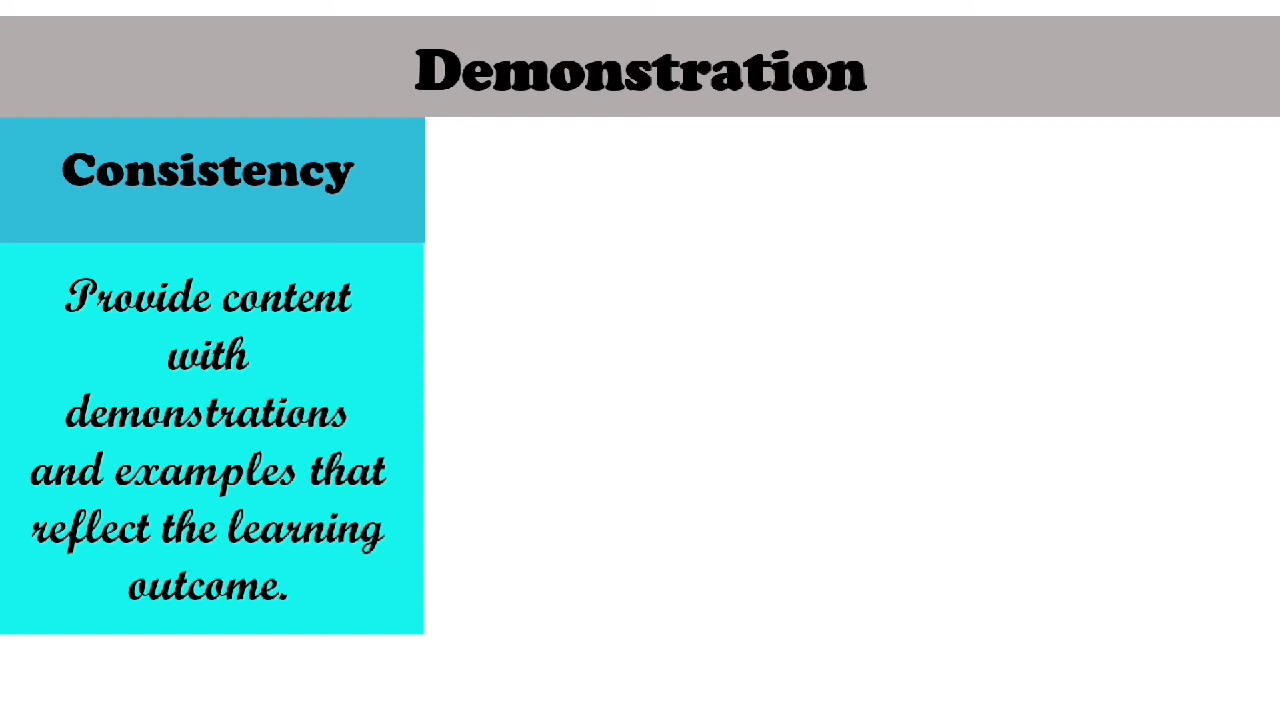 Demonstration
Consistency
Provide content
with
demonstrations
and examples that
reflect the learning
outcome.